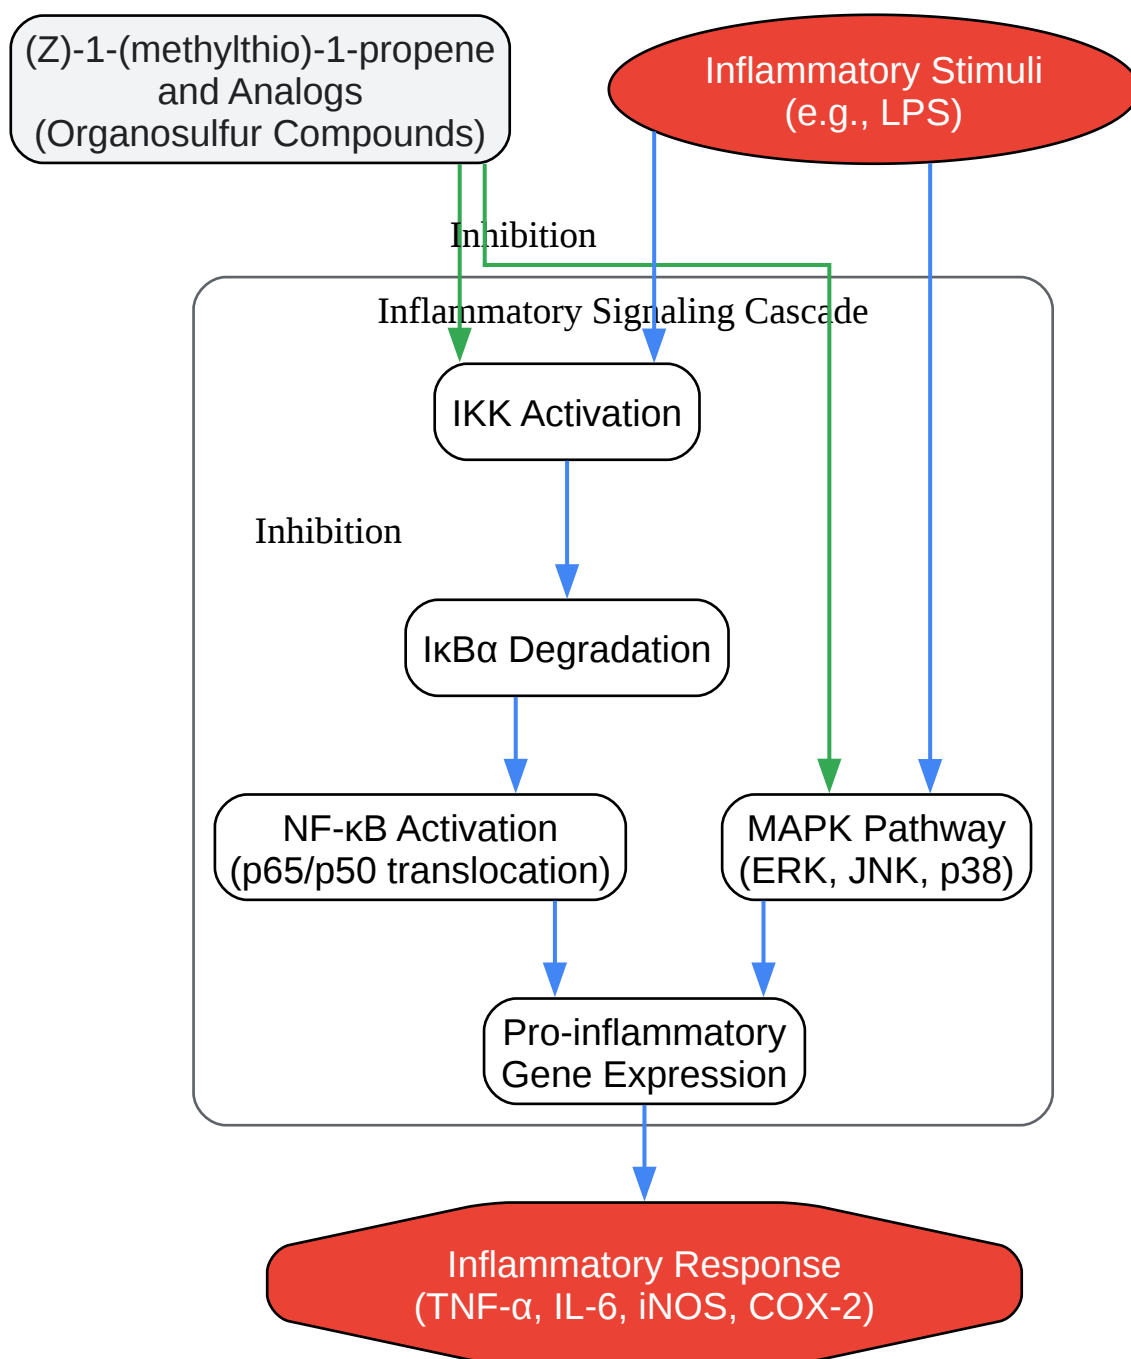 (Z)-1-(methylthio)-1-propene
and Analogs
(Organosulfur Compounds)
Inflammatory Stimuli
(e.g., LPS)
Inhibition
Inflammatory Signaling Cascade
IKK Activation
Inhibition
IκBα Degradation
NF-κB Activation
(p65/p50 translocation)
MAPK Pathway
(ERK, JNK, p38)
Pro-inflammatory
Gene Expression
Inflammatory Response
(TNF-α, IL-6, iNOS, COX-2)